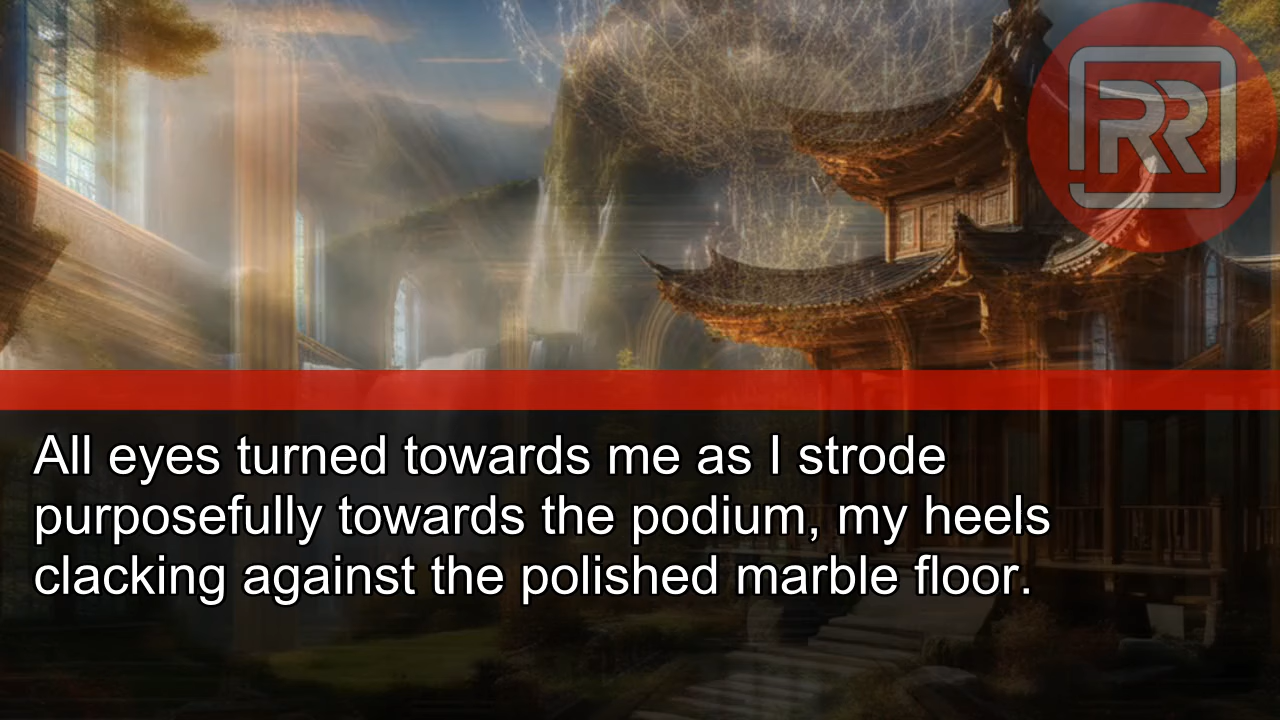 RR
All eyes turned towards me as I strode
purposefully towards the podium, my heels
clacking against the polished marble floor.